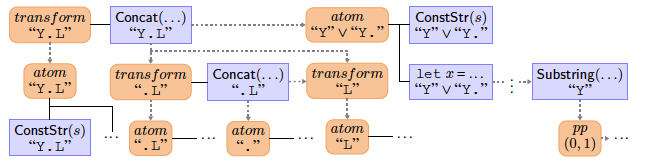 transform
"Y.L"
Concat(...)
"Y.L"
atom
"Y" ∨ "Y."
ConstStr(s)
"Y" ∨ "Y."
atom
"Y.L"
transform
".L"
Concat(...)
".L"
transform
"L"
let x = ...
"Y" ∨ "Y."
Substring(...)
"Y"
ConstStr(s)
"Y.L"
...
atom
".L"
...
atom
"."
...
atom
"L"
...
pp
(0, 1)
...